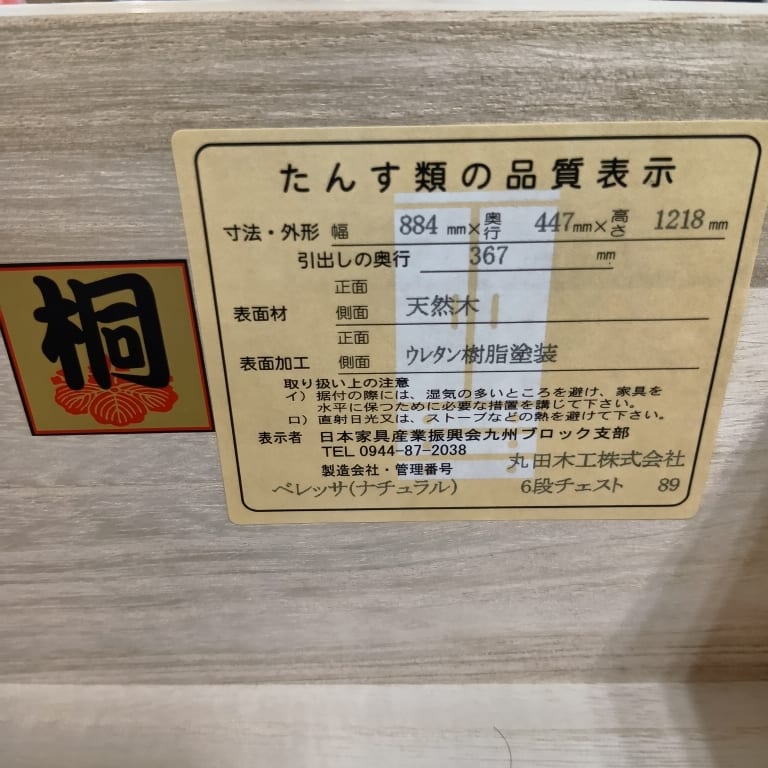 桐
たんす類の品質表示
寸法・外形 幅 884 mm×奥行 447mm×高さ 1218 mm
引出しの奥行 367 mm
表面材 正面 側面 天然木
表面加工 正面 側面 ウレタン樹脂塗装
取り扱い上の注意
イ）据付の際には、湿気の多いところを避け、家具を
水平に保つために必要な措置を講じて下さい。
ロ）直射日光又は、ストーブなどの熱を避けて下さい。
表示者 日本家具産業振興会九州ブロック支部
TEL 0944-87-2038
製造会社・管理番号 丸田木工株式会社
ベレッサ(ナチュラル) 6段チェスト 89